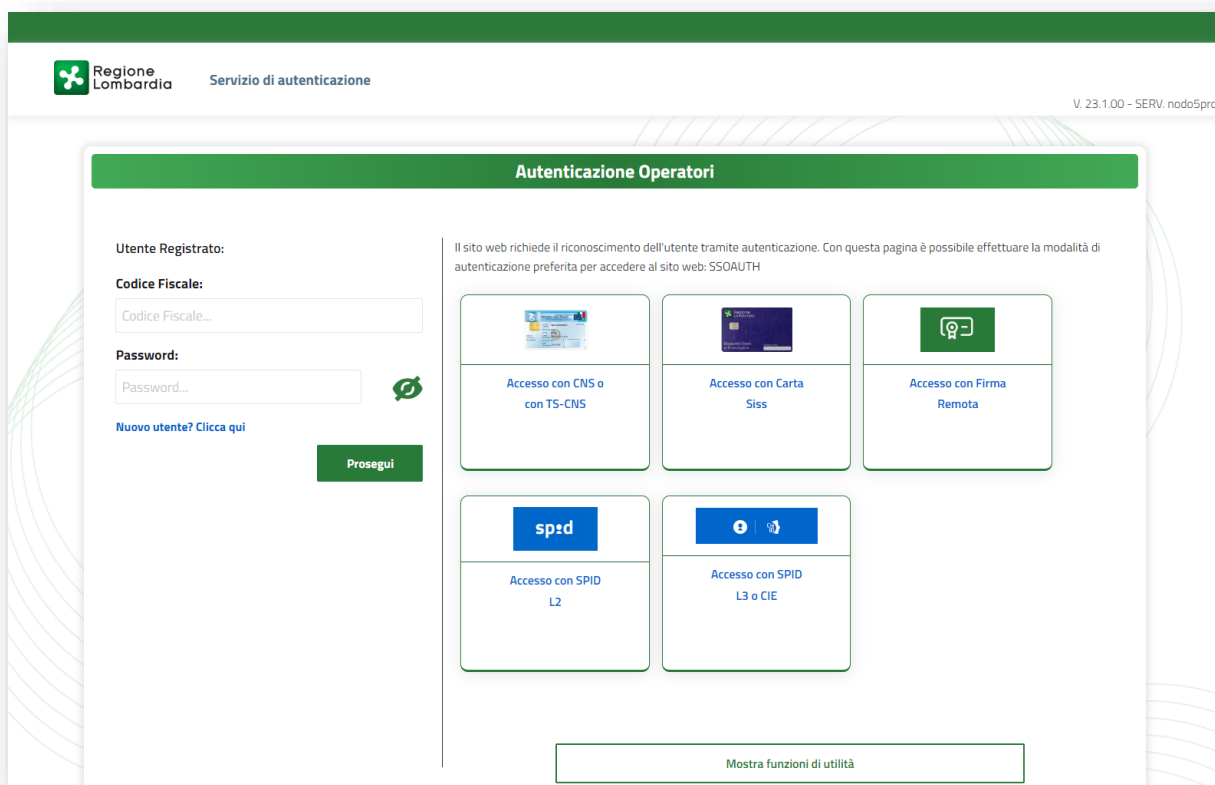 Regione
Lombardia
Servizio di autenticazione
V. 23.1.00 - SERV. nodo5pro
Autenticazione Operatori
Utente Registrato:
Codice Fiscale:
Codice Fiscale...
Password:
Password...
Nuovo utente? Clicca qui
Prosegui
Il sito web richiede il riconoscimento dell'utente tramite autenticazione. Con questa pagina è possibile effettuare la modalità di
autenticazione preferita per accedere al sito web: SSOAUTH
Accesso con CNS o
con TS-CNS
Regione
Lombardia
Accesso con Carta
Siss
Accesso con Firma
Remota
sp:d
Accesso con SPID
L2
Accesso con SPID
L3 o CIE
Mostra funzioni di utilità